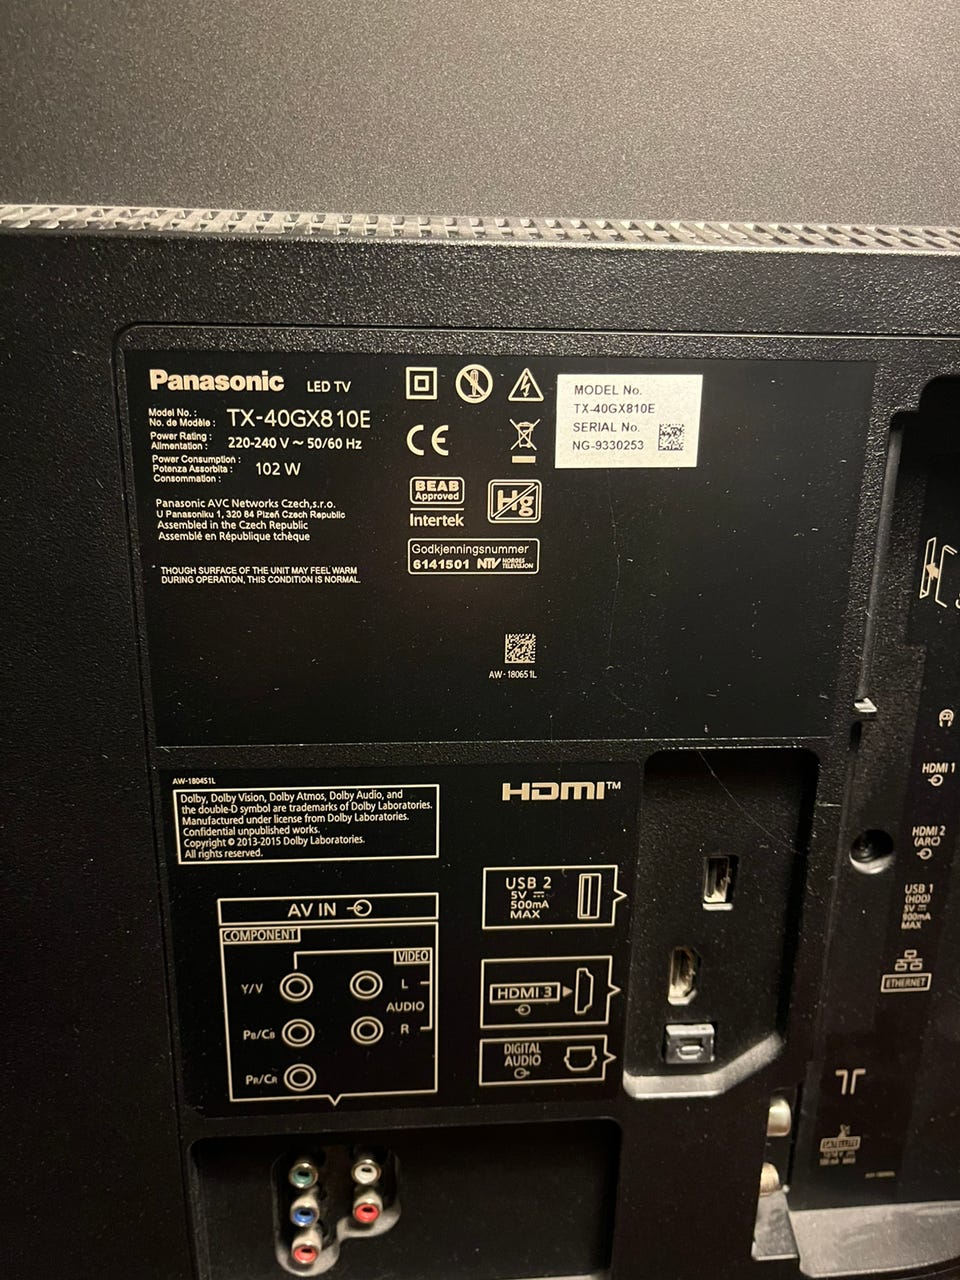 Panasonic LED TV
Model No. :
No. de Modèle : TX-40GX810E
Power Rating :
Alimentation : 220-240 V ~ 50/60 Hz
Power Consumption :
Potenza Assorbita : 102 W
Consommation :
Panasonic AVC Networks Czech,s.r.o.
U Panasoniku 1, 320 84 Plzeň Czech Republic
Assembled in the Czech Republic
Assemblé en République tchèque
THOUGH SURFACE OF THE UNIT MAY FEEL WARM
DURING OPERATION, THIS CONDITION IS NORMAL.
CE
BEAB
Approved
Intertek
Hg
Godkjenningsnummer
6141501 NTV NORGES
TELEVISJON
MODEL No.
TX-40GX810E
SERIAL No.
NG-9330253
AW-180651L
AW-180451L
Dolby, Dolby Vision, Dolby Atmos, Dolby Audio, and
the double-D symbol are trademarks of Dolby Laboratories.
Manufactured under license from Dolby Laboratories.
Confidential unpublished works.
Copyright © 2013-2015 Dolby Laboratories.
All rights reserved.
HDMI™
AV IN
COMPONENT
VIDEO
Y/V
L
AUDIO
PB/CB
R
PR/CR
USB 2
5V
500mA
MAX
HDMI 3
DIGITAL
AUDIO
HDMI 1
HDMI 2
(ARC)
USB 1
(HDD)
5V
900mA
MAX
ETHERNET
SATELLITE